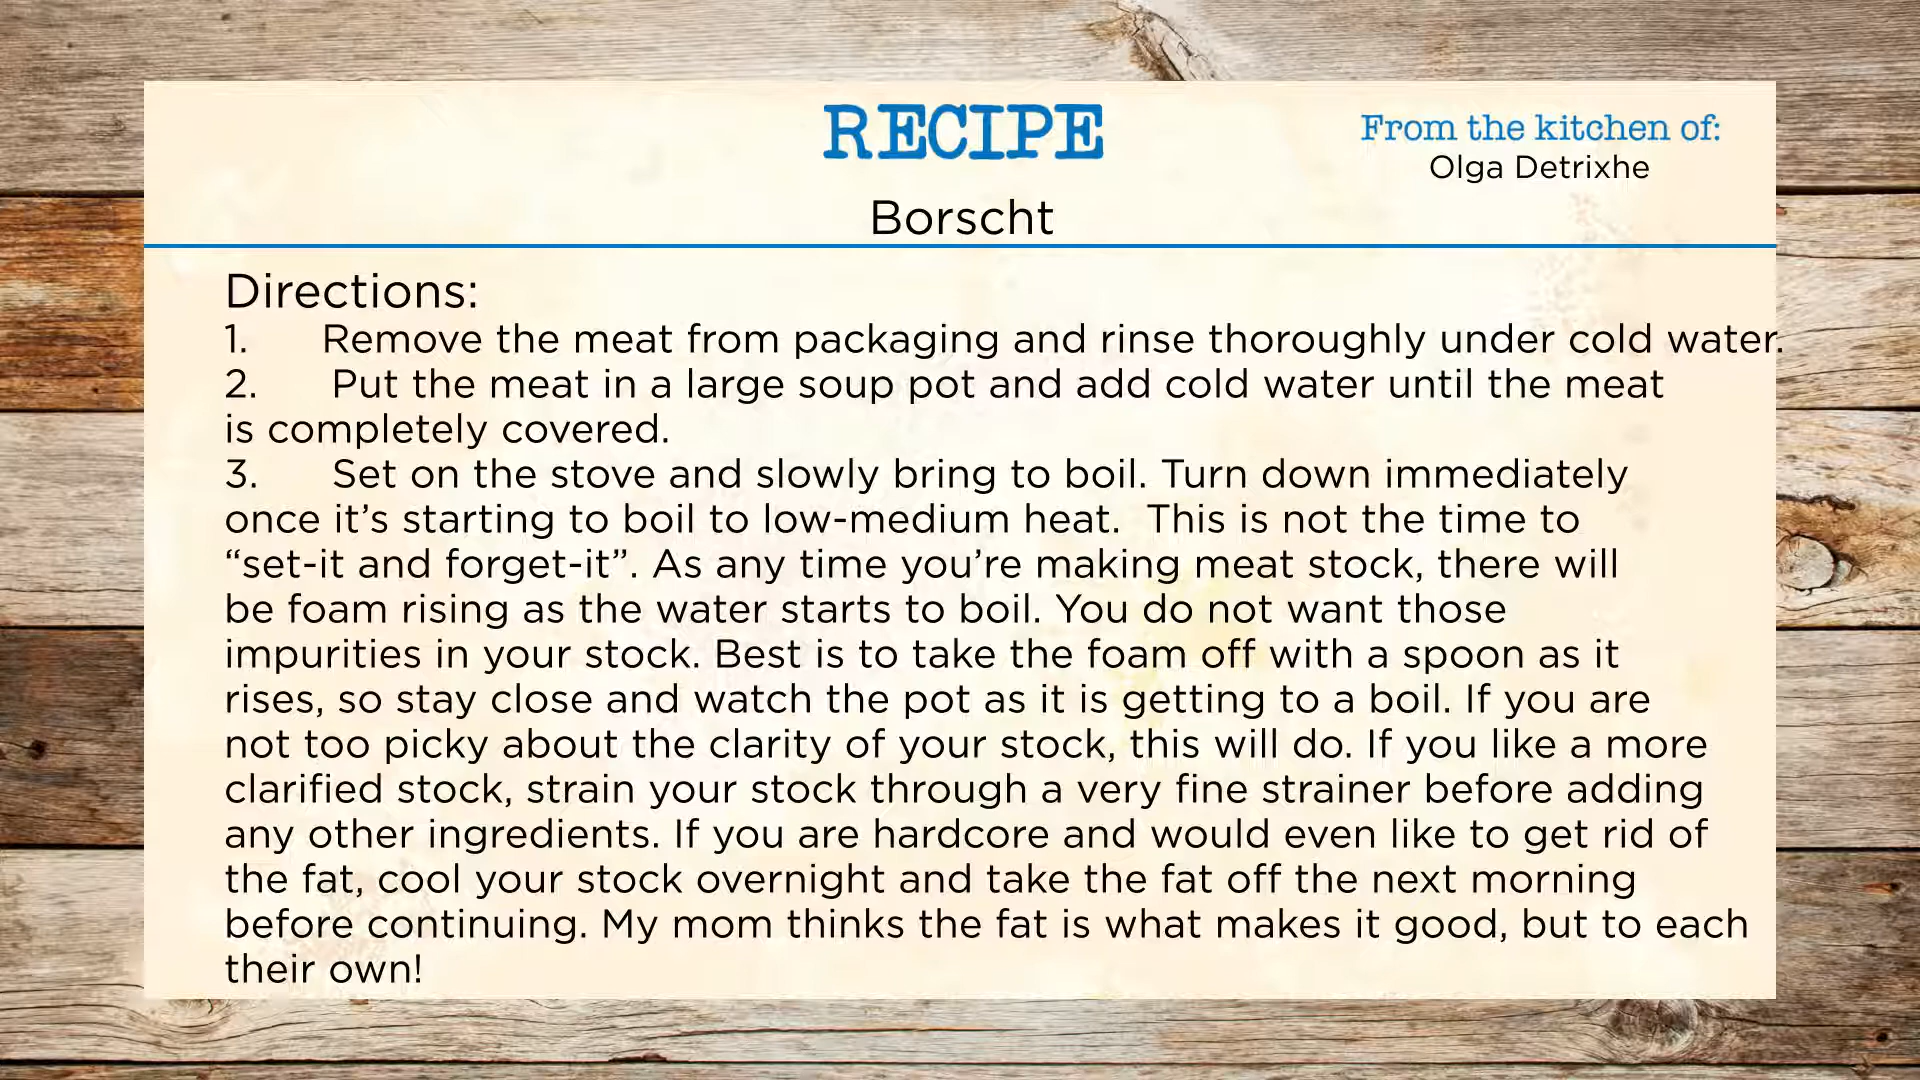 RECIPE
From the kitchen of:
Olga Detrixhe
Borscht
Directions:
1. Remove the meat from packaging and rinse thoroughly under cold water.
2. Put the meat in a large soup pot and add cold water until the meat
is completely covered.
3. Set on the stove and slowly bring to boil. Turn down immediately
once it’s starting to boil to low-medium heat. This is not the time to
“set-it and forget-it”. As any time you’re making meat stock, there will
be foam rising as the water starts to boil. You do not want those
impurities in your stock. Best is to take the foam off with a spoon as it
rises, so stay close and watch the pot as it is getting to a boil. If you are
not too picky about the clarity of your stock, this will do. If you like a more
clarified stock, strain your stock through a very fine strainer before adding
any other ingredients. If you are hardcore and would even like to get rid of
the fat, cool your stock overnight and take the fat off the next morning
before continuing. My mom thinks the fat is what makes it good, but to each
their own!